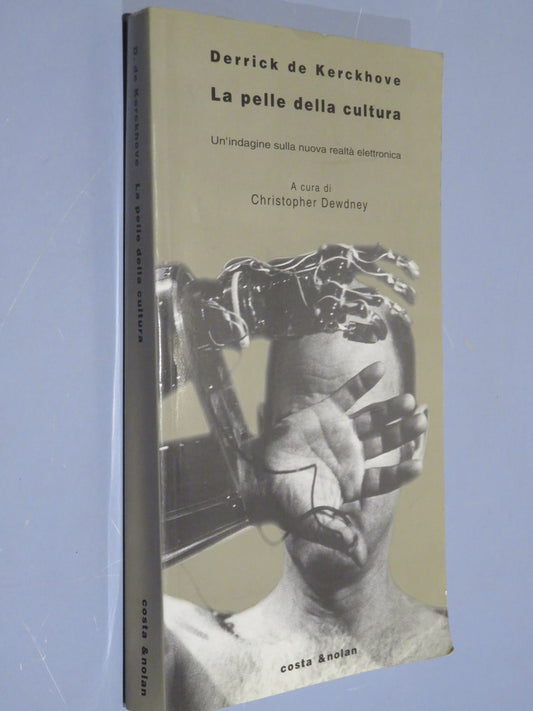 Derrick de Kerckhove
La pelle della cultura
Un'indagine sulla nuova realtà elettronica
A cura di
Christopher Dewdney
costa &nolan
D. de Kerckhove La pelle della cultura
costa &nolan